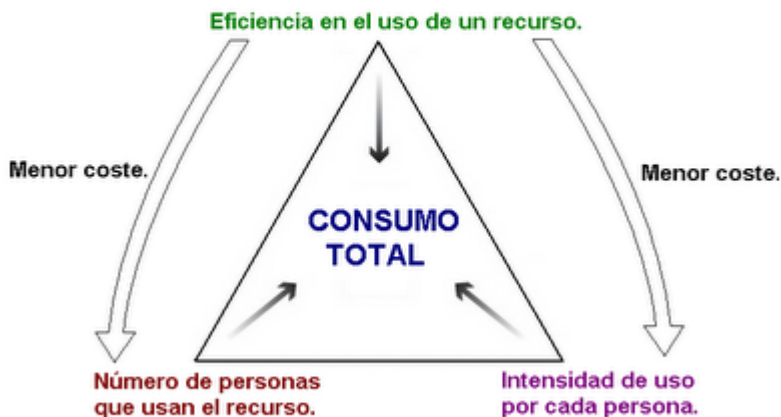 Eficiencia en el uso de un recurso.
Menor coste.
Menor coste.
CONSUMO
TOTAL
Número de personas
que usan el recurso.
Intensidad de uso
por cada persona.